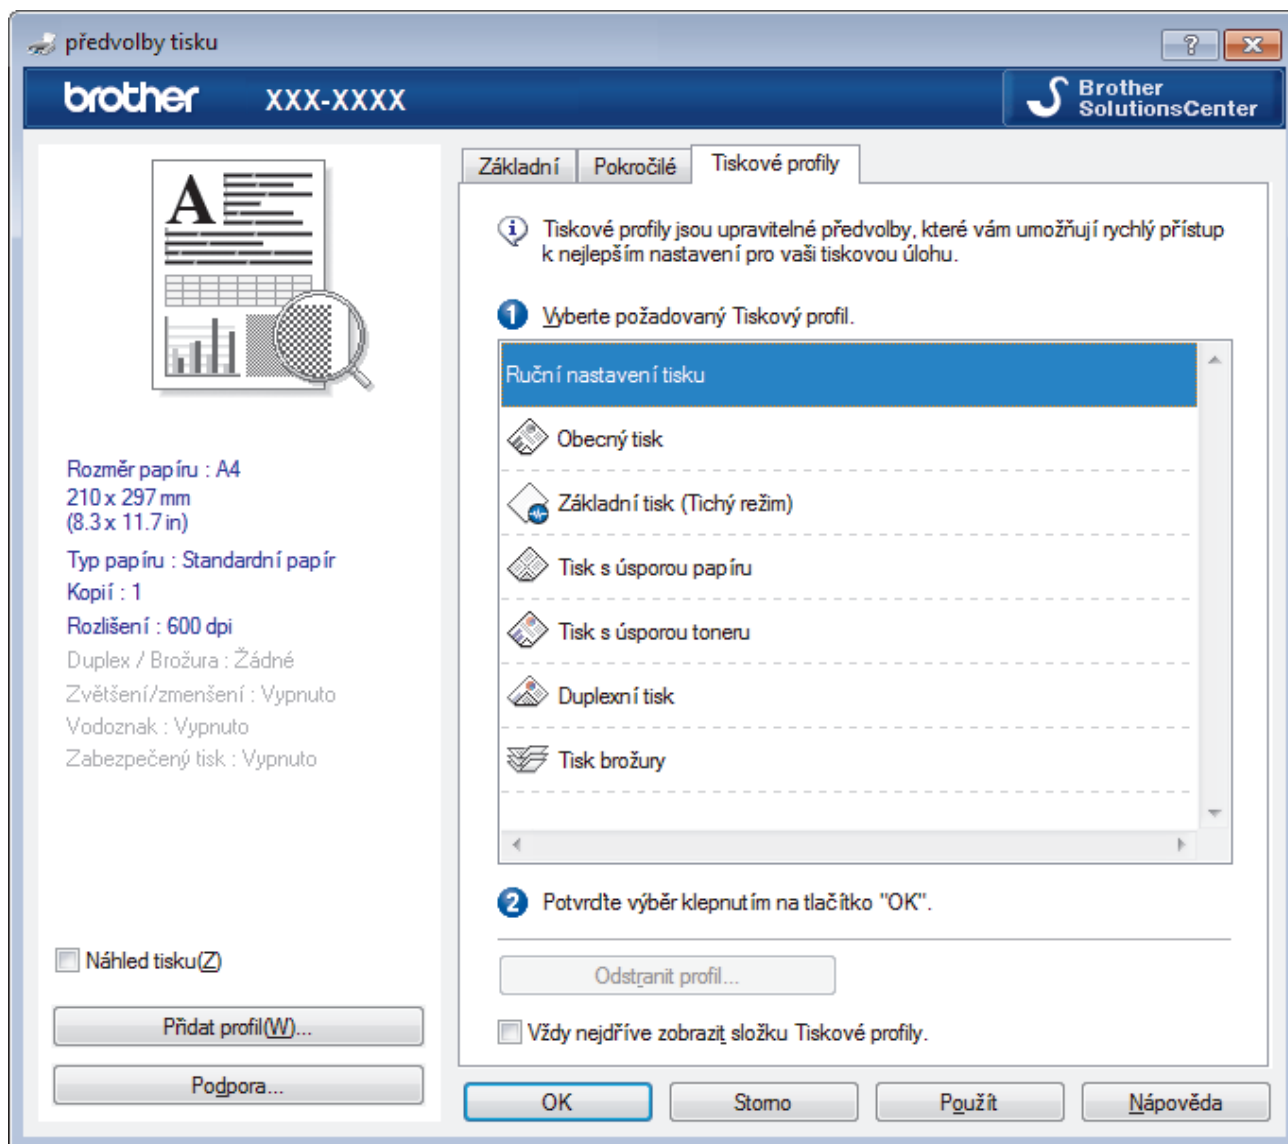 předvolby tisku
brother XXX-XXXX
Brother
SolutionsCenter
A
Rozměr papíru : A4
210 x 297 mm
(8.3 x 11.7 in)
Typ papíru : Standardní papír
Kopií : 1
Rozlišení : 600 dpi
Duplex / Brožura : Žádné
Zvětšení/zmenšení : Vypnuto
Vodoznak : Vypnuto
Zabezpečený tisk : Vypnuto
Náhled tisku(Z)
Přidat profil(W)...
Podpora...
Základní Pokročilé Tiskové profily
Tiskové profily jsou upravitelné předvolby, které vám umožňují rychlý přístup
k nejlepším nastavení pro vaši tiskovou úlohu.
1 Vyberte požadovaný Tiskový profil.
Ruční nastavení tisku
Obecný tisk
Základní tisk (Tichý režim)
Tisk s úsporou papíru
Tisk s úsporou toneru
Duplexní tisk
Tisk brožury
2 Potvrďte výběr klepnutím na tlačítko "OK".
Odstranit profil...
Vždy nejdříve zobrazit složku Tiskové profily.
OK Storno Použít Nápověda